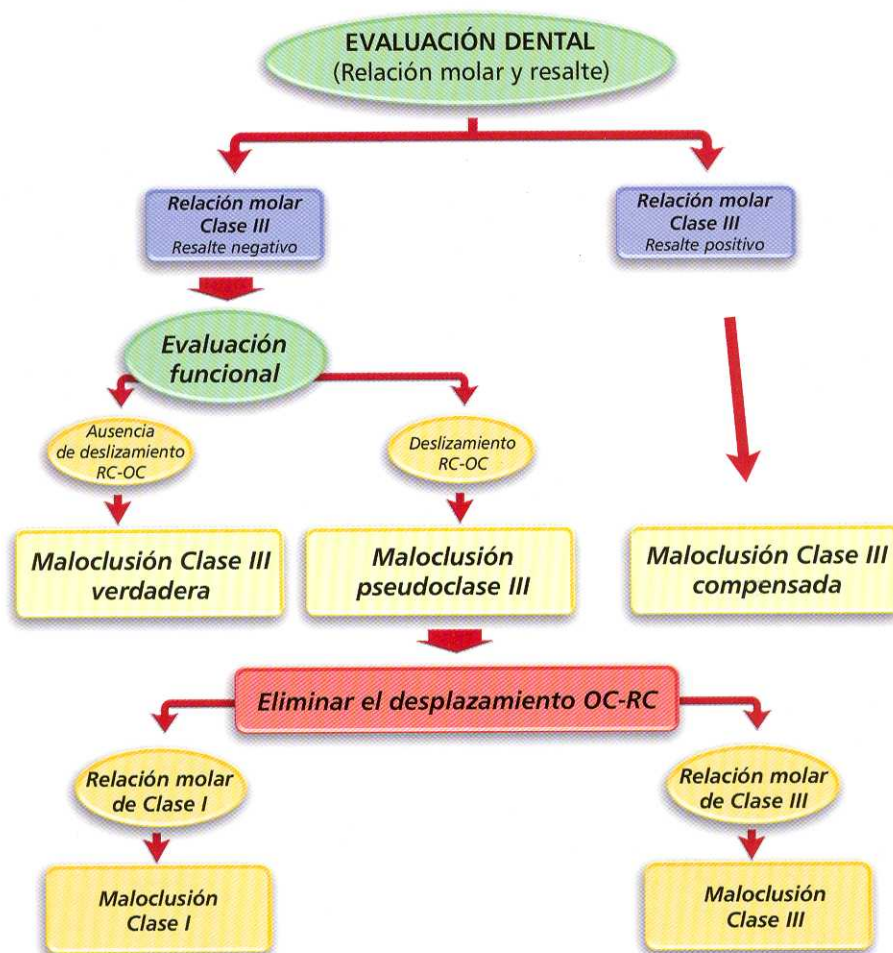 EVALUACIÓN DENTAL
(Relación molar y resalte)
Relación molar
Clase III
Resalte negativo
Relación molar
Clase III
Resalte positivo
Evaluación
funcional
Ausencia
de deslizamiento
RC-OC
Deslizamiento
RC-OC
Maloclusión Clase III
verdadera
Maloclusión
pseudoclase III
Maloclusión Clase III
compensada
Eliminar el desplazamiento OC-RC
Relación molar
de Clase I
Relación molar
de Clase III
Maloclusión
Clase I
Maloclusión
Clase III